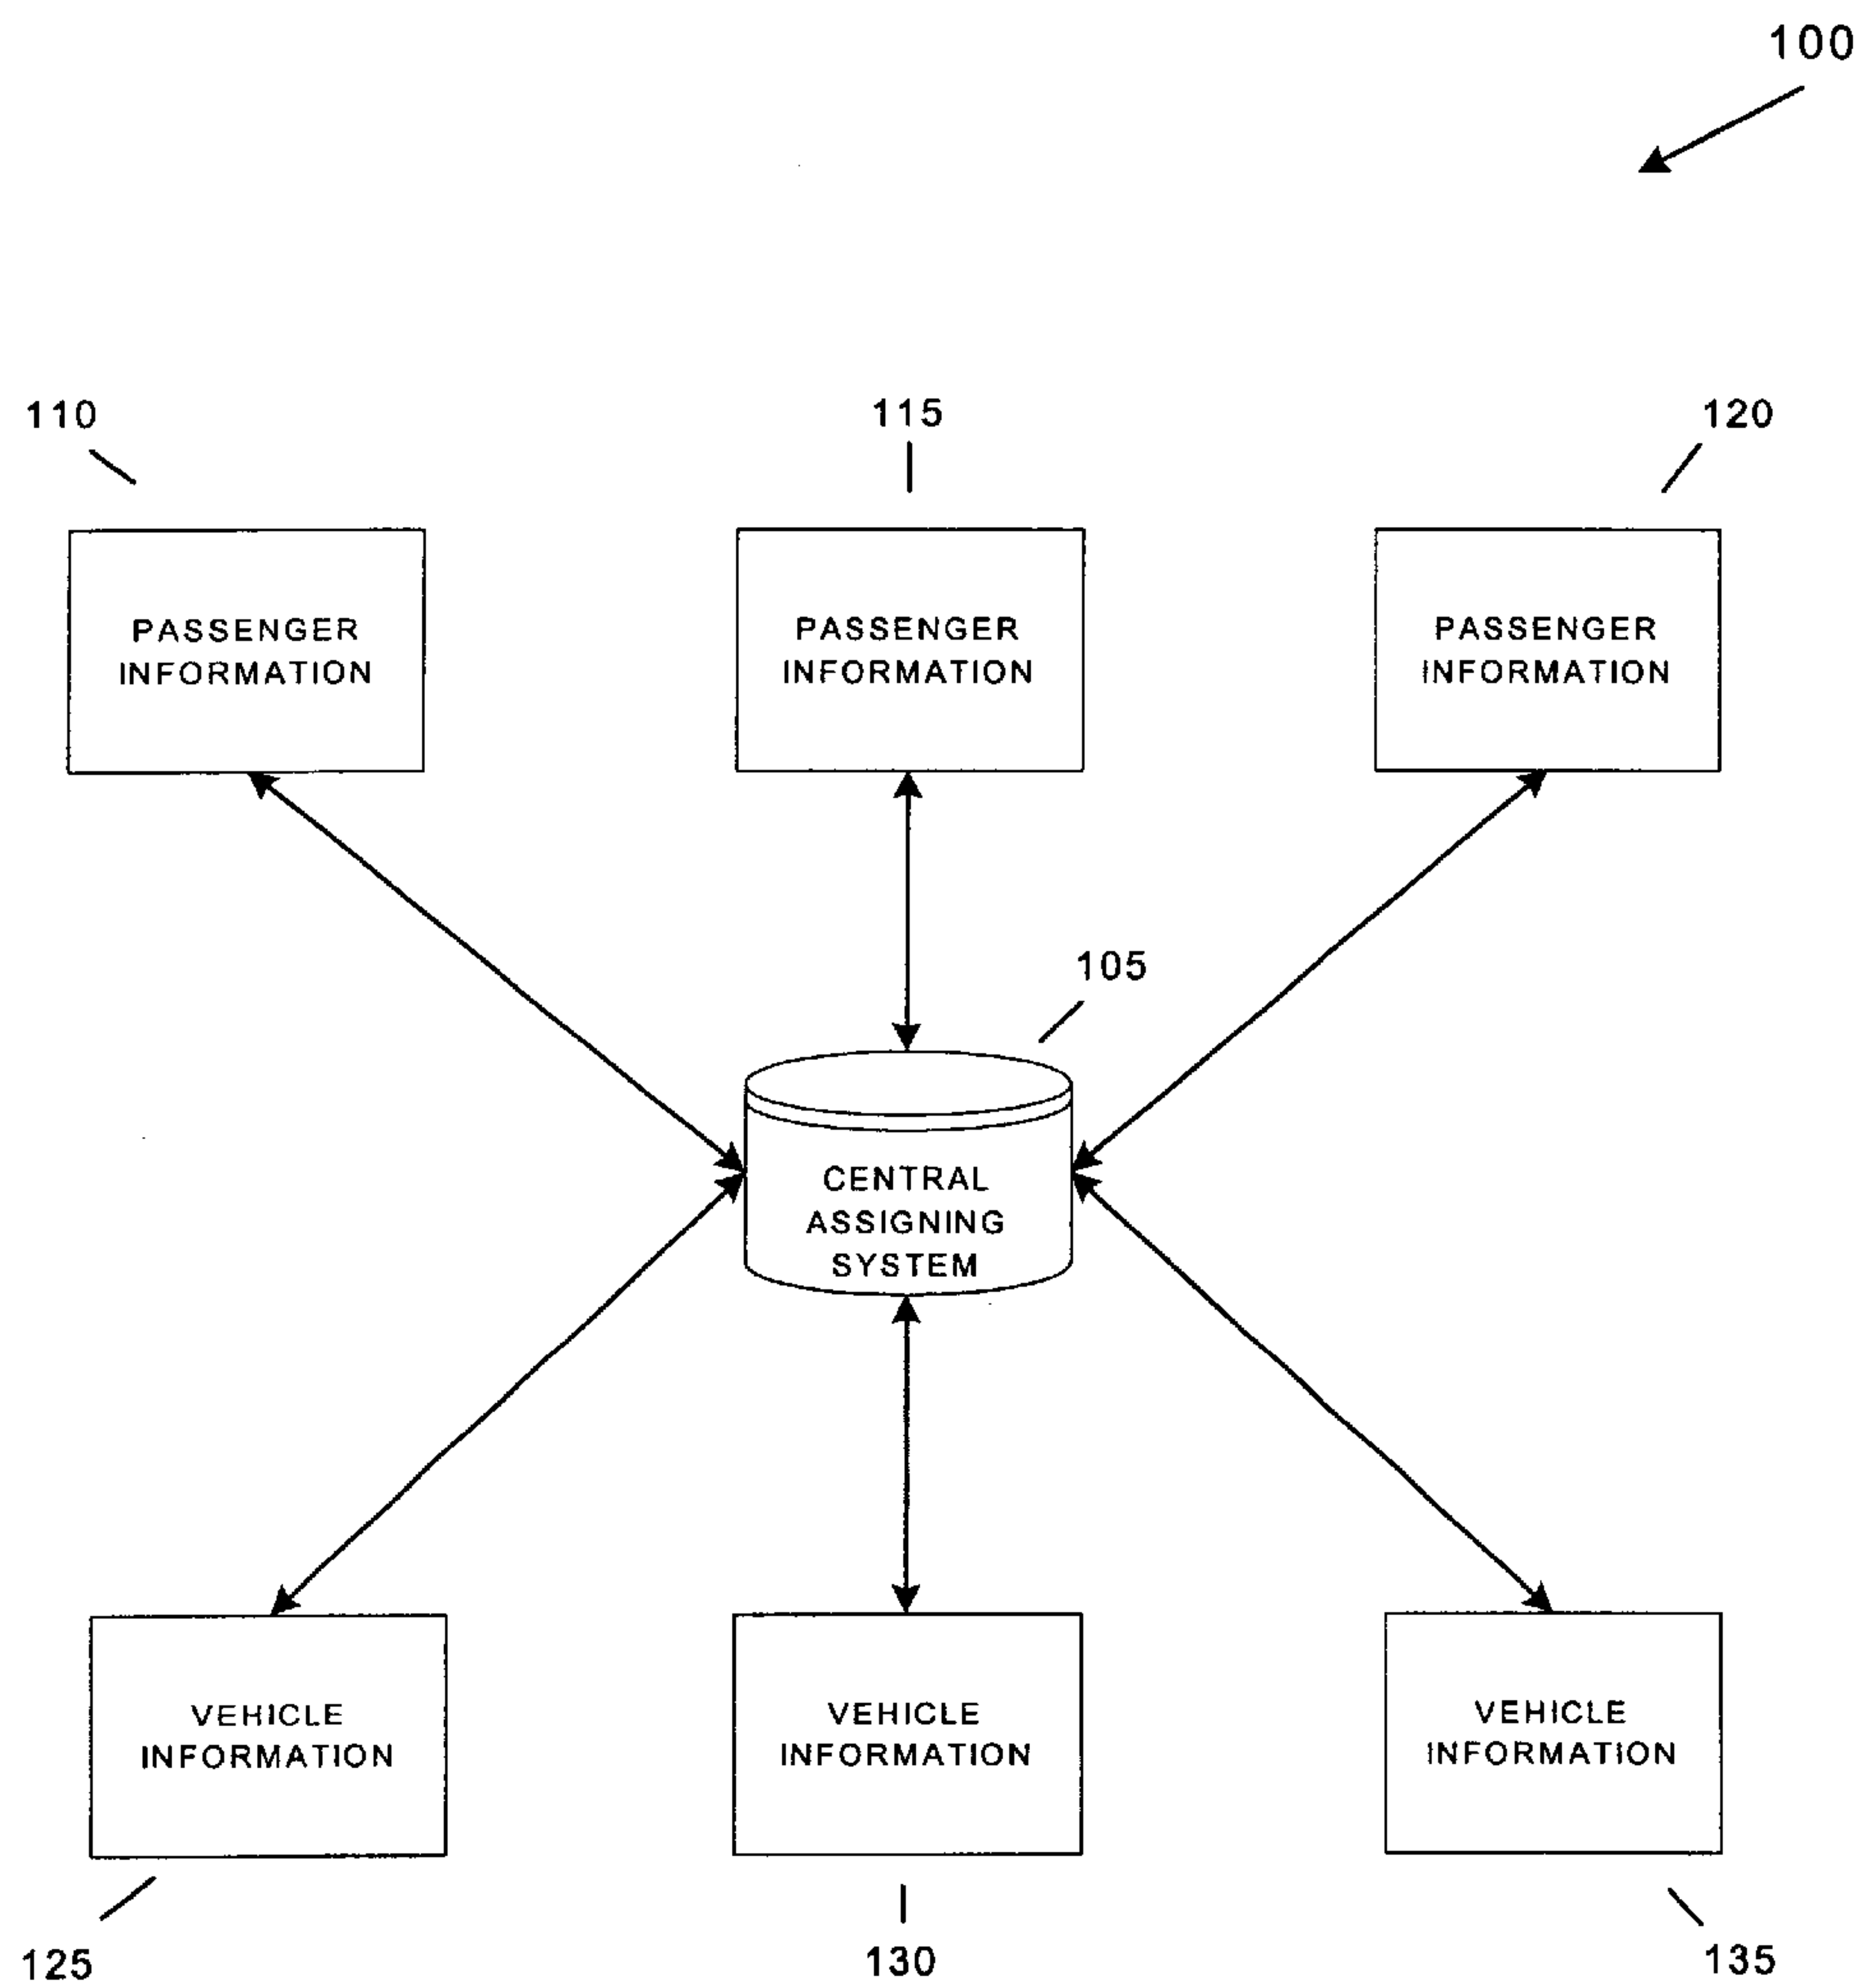 100
110
115
120
PASSENGER
INFORMATION
PASSENGER
INFORMATION
PASSENGER
INFORMATION
105
CENTRAL
ASSIGNING
SYSTEM
VEHICLE
INFORMATION
VEHICLE
INFORMATION
VEHICLE
INFORMATION
125
130
135